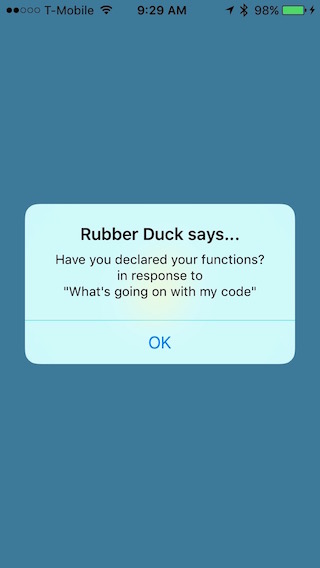 T-Mobile 9:29 AM 98%
Rubber Duck says...
Have you declared your functions?
in response to
"What's going on with my code"
OK